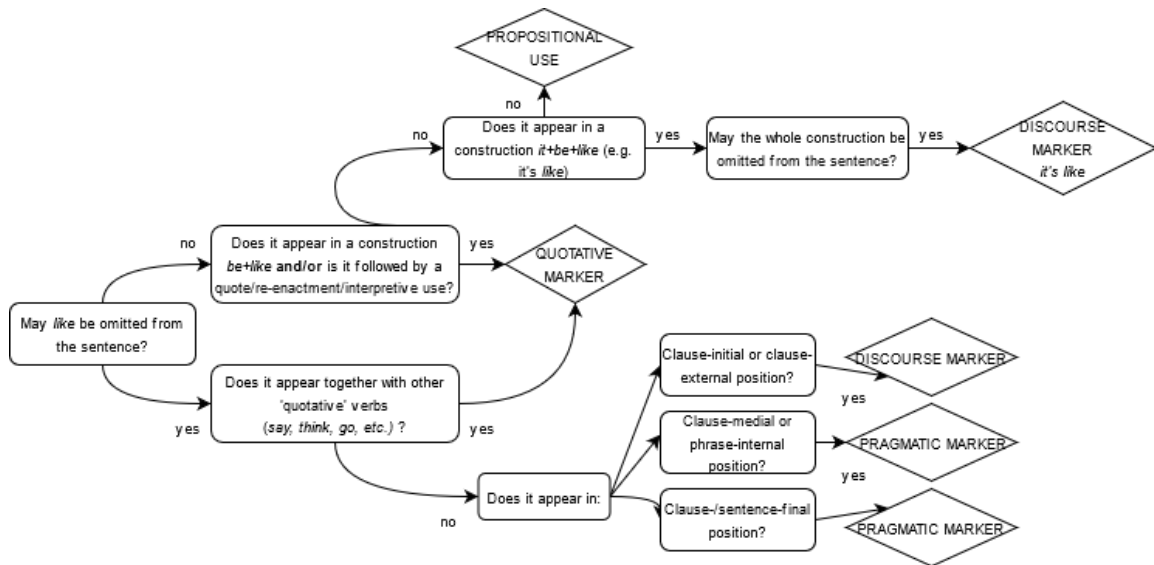 PROPOSITIONAL
USE
no
no
Does it appear in a
construction it+be+like (e.g.
it's like)
yes
May the whole construction be
omitted from the sentence?
yes
DISCOURSE
MARKER
it's like
no
Does it appear in a construction
be+like and/or is it followed by a
quote/re-enactment/interpretive use?
yes
QUOTATIVE
MARKER
May like be omitted from
the sentence?
yes
Does it appear together with other
'quotative' verbs
(say, think, go, etc.) ?
yes
no
Does it appear in:
Clause-initial or clause-
external position?
yes
DISCOURSE MARKER
Clause-medial or
phrase-internal
position?
yes
PRAGMATIC MARKER
Clause-/sentence-final
position?
PRAGMATIC MARKER